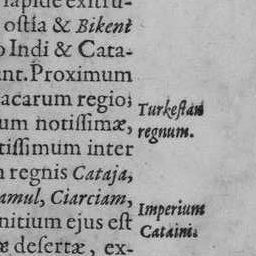 lapide exstru-
ostia & Bikent
Indi & Cata-
nt. Proximum
acarum regio;
um notissimæ,
tissimum inter
regnis Cataja,
amul, Ciarciam,
nitium ejus est
æ desertæ, ex-
Turkestan
regnum.
Imperium
Cataini.